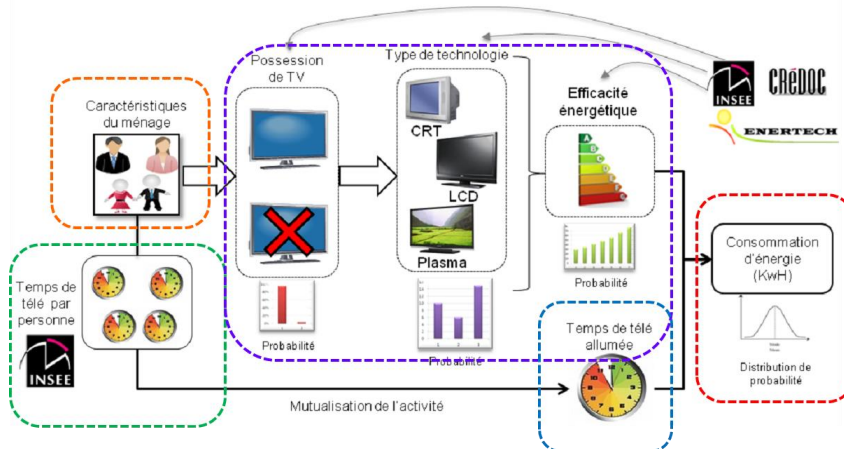 Possession
de TV
Type de technologie
Efficacité
énergétique
INSEE
CRéDOC
ENERTECH
Caractéristiques
du ménage
CRT
LCD
Plasma
Consommation
d'énergie
(KwH)
Temps de
télé par
personne
INSEE
Probabilité
Probabilité
Probabilité
Temps de télé
allumée
Distribution de
probabilité
Mutualisation de l'activité